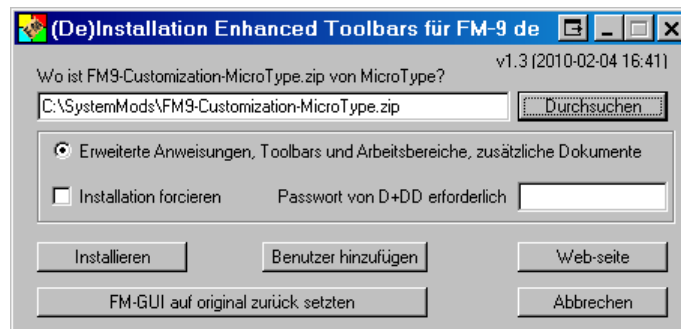 (De)Installation Enhanced Toolbars für FM-9 de
v1.3 (2010-02-04 16:41)
Wo ist FM9-Customization-MicroType.zip von MicroType?
C:\SystemMods\FM9-Customization-MicroType.zip Durchsuchen
Erweiterte Anweisungen, Toolbars und Arbeitsbereiche, zusätzliche Dokumente
Installation forcieren Passwort von D+DD erforderlich
Installieren Benutzer hinzufügen Web-seite
FM-GUI auf original zurück setzten Abbrechen